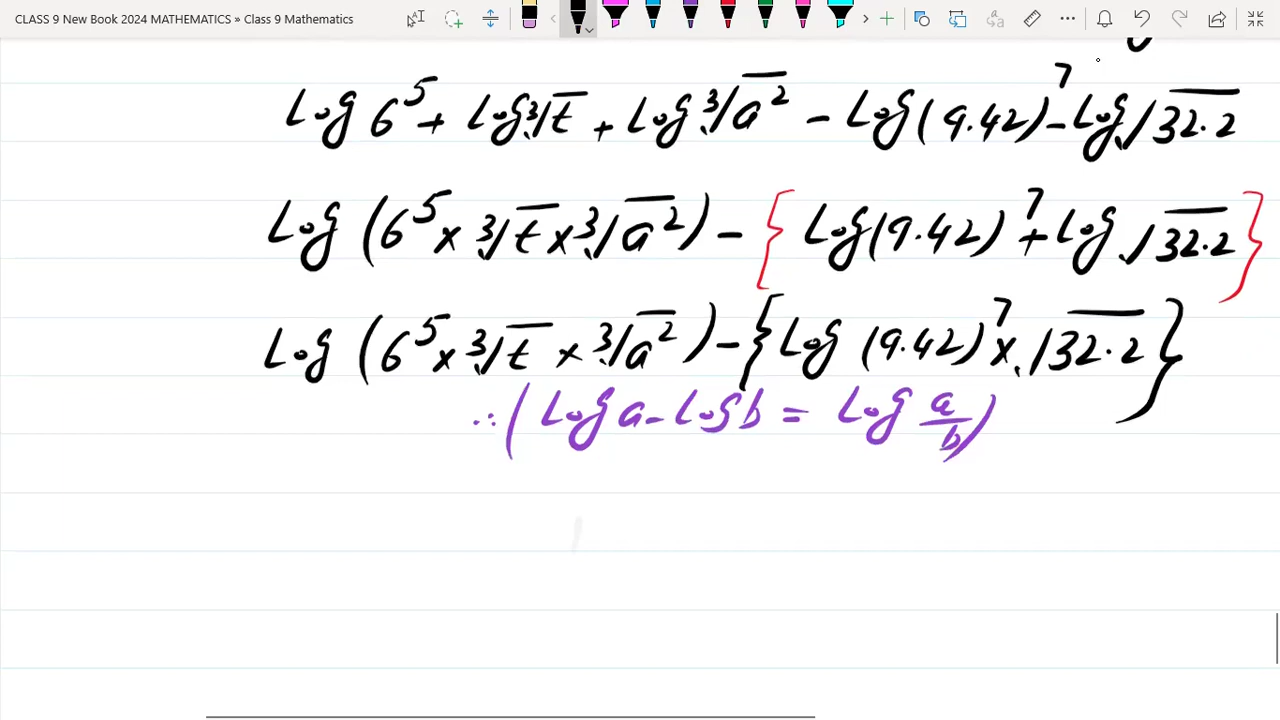 CLASS 9 New Book 2024 MATHEMATICS » Class 9 Mathematics
Log 6⁵ + Log ∛t + Log ∛a² - Log (9.42)⁷ - Log √32.2
Log (6⁵ × ∛t × ∛a²) - { Log (9.42)⁷ + Log √32.2 }
Log (6⁵ × ∛t × ∛a²) - { Log (9.42)⁷ × √32.2 }
∴ ( Log a - Log b = Log a/b )